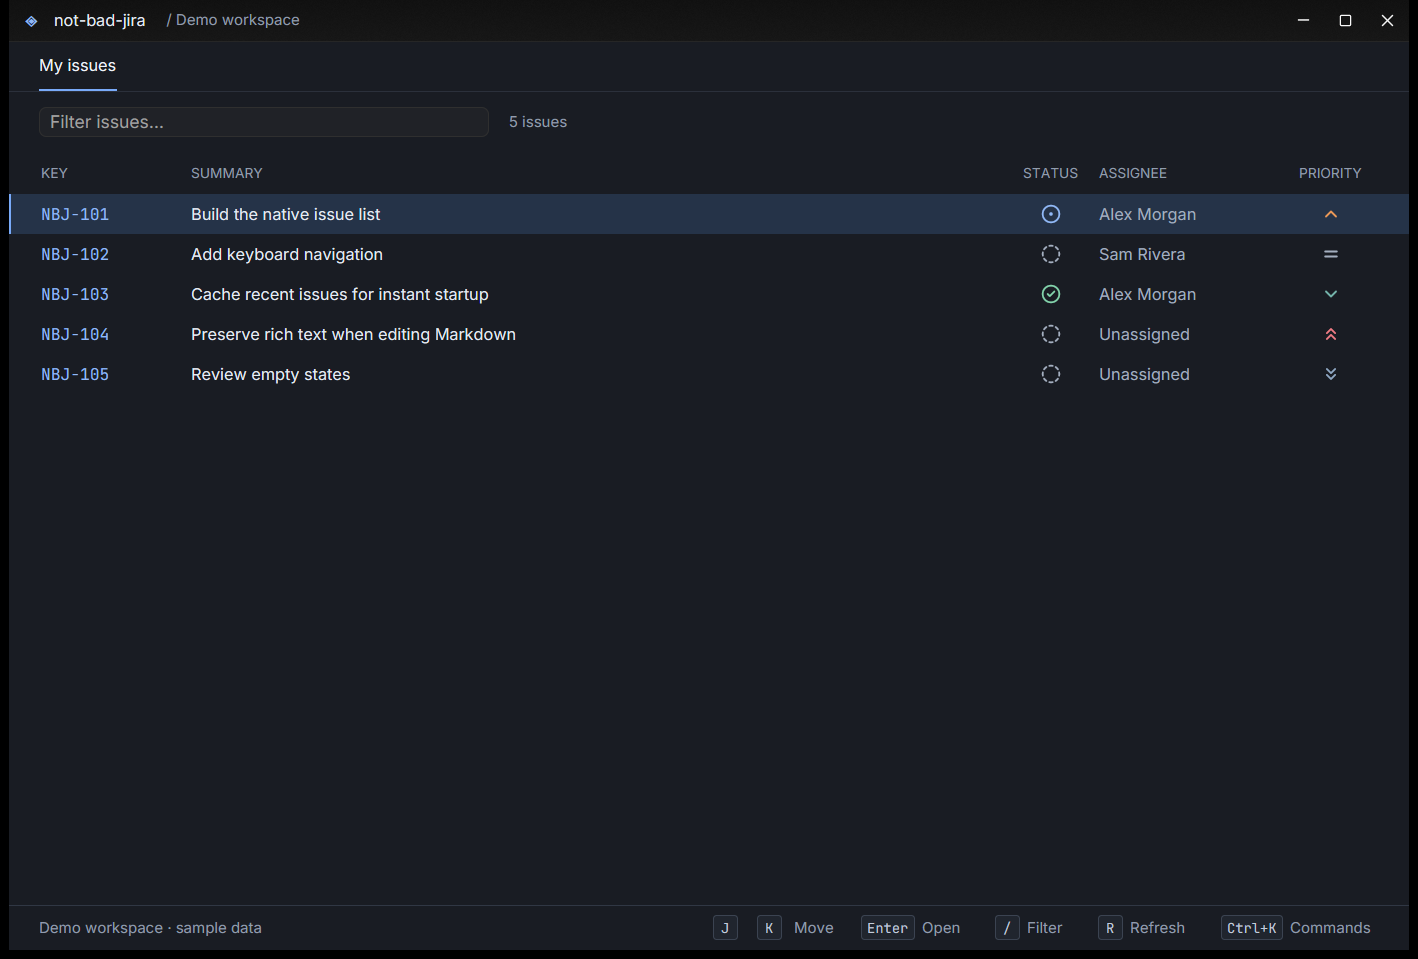 not-bad-jira / Demo workspace
My issues
Filter issues...
5 issues
KEY SUMMARY STATUS ASSIGNEE PRIORITY
NBJ-101 Build the native issue list Alex Morgan
NBJ-102 Add keyboard navigation Sam Rivera
NBJ-103 Cache recent issues for instant startup Alex Morgan
NBJ-104 Preserve rich text when editing Markdown Unassigned
NBJ-105 Review empty states Unassigned
Demo workspace · sample data J K Move Enter Open / Filter R Refresh Ctrl+K Commands